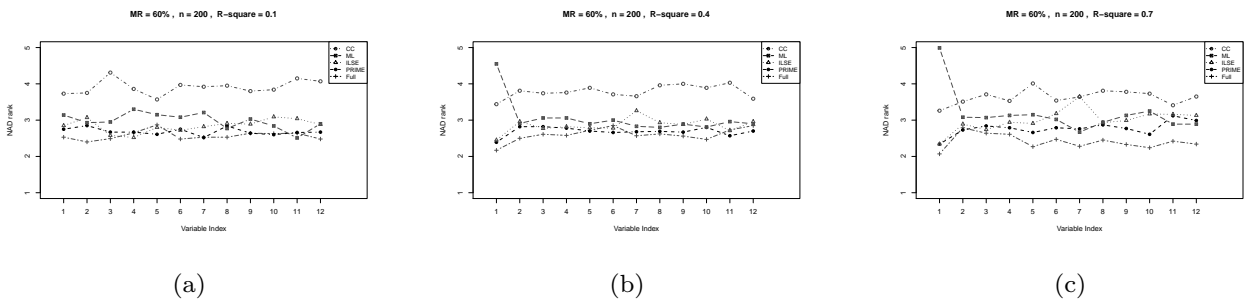 MR = 60% , n = 200 , R−square = 0.1
NAD rank
5
4
3
2
1
CC
ML
ILSE
PRIME
Full
1 2 3 4 5 6 7 8 9 10 11 12
Variable Index
(a)
MR = 60% , n = 200 , R−square = 0.4
NAD rank
5
4
3
2
1
CC
ML
ILSE
PRIME
Full
1 2 3 4 5 6 7 8 9 10 11 12
Variable Index
(b)
MR = 60% , n = 200 , R−square = 0.7
NAD rank
5
4
3
2
1
CC
ML
ILSE
PRIME
Full
1 2 3 4 5 6 7 8 9 10 11 12
Variable Index
(c)